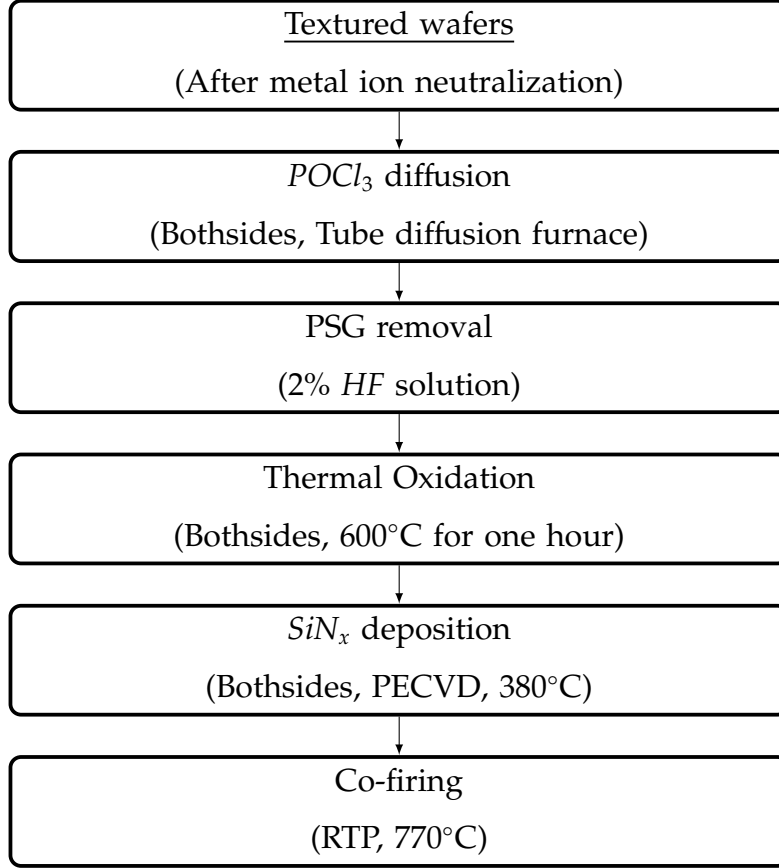 Textured wafers
(After metal ion neutralization)
POCl₃ diffusion
(Bothsides, Tube diffusion furnace)
PSG removal
(2% HF solution)
Thermal Oxidation
(Bothsides, 600°C for one hour)
SiNₓ deposition
(Bothsides, PECVD, 380°C)
Co-firing
(RTP, 770°C)